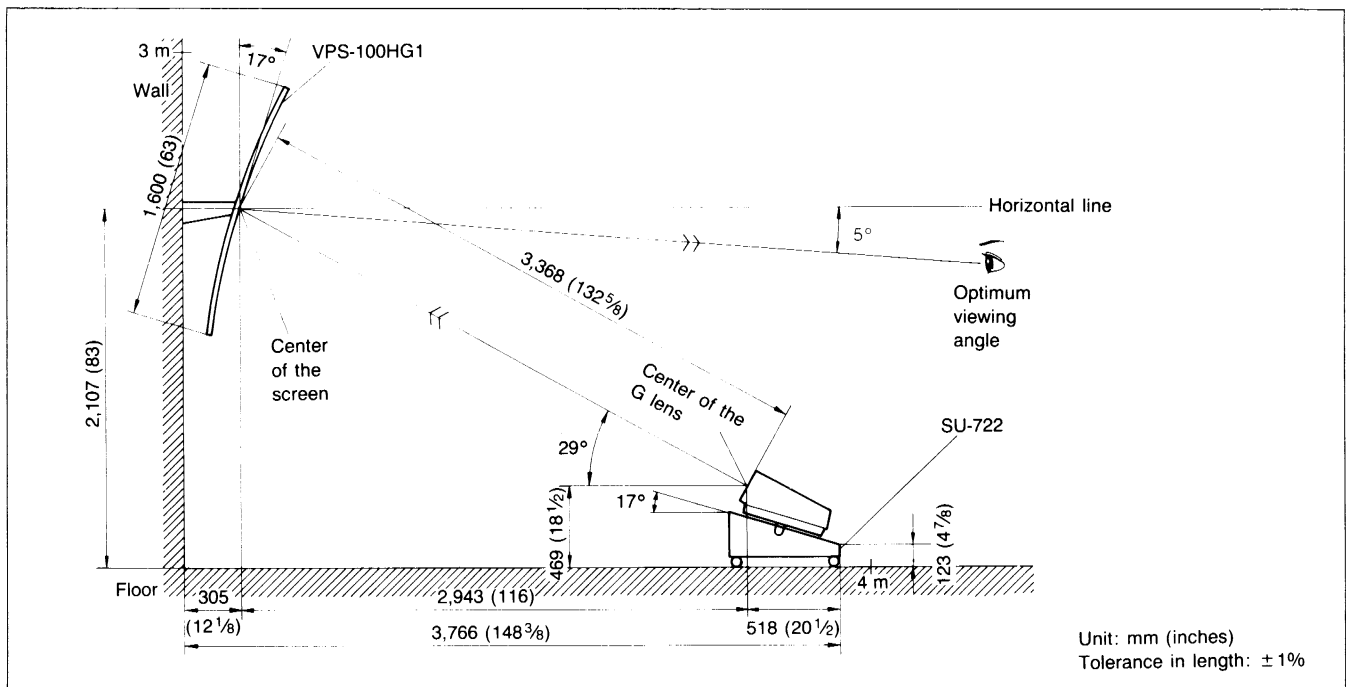 3 m
17°
VPS-100HG1
Wall
1,600 (63)
Horizontal line
5°
3,368 (132 5/8)
Optimum
viewing
angle
Center
of the
screen
2,107 (83)
Center of the
G lens
SU-722
29°
17°
469 (18 1/2)
123 (4 7/8)
4 m
Floor
305
(12 1/8)
2,943 (116)
518 (20 1/2)
3,766 (148 3/8)
Unit: mm (inches)
Tolerance in length: ±1%